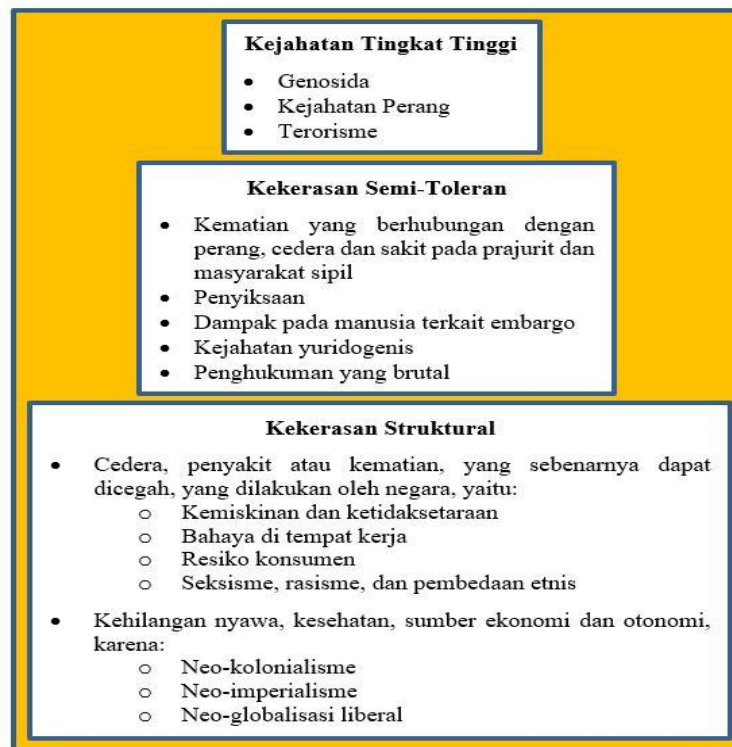 Kejahatan Tingkat Tinggi
• Genosida
• Kejahatan Perang
• Terorisme
Kekerasan Semi-Toleran
• Kematian yang berhubungan dengan
perang, cedera dan sakit pada prajurit dan
masyarakat sipil
• Penyiksaan
• Dampak pada manusia terkait embargo
• Kejahatan yuridogenis
• Penghukuman yang brutal
Kekerasan Struktural
• Cedera, penyakit atau kematian, yang sebenarnya dapat
dicegah, yang dilakukan oleh negara, yaitu:
o Kemiskinan dan ketidaksetaraan
o Bahaya di tempat kerja
o Resiko konsumen
o Seksisme, rasisme, dan pembedaan etnis
• Kehilangan nyawa, kesehatan, sumber ekonomi dan otonomi,
karena:
o Neo-kolonialisme
o Neo-imperialisme
o Neo-globalisasi liberal